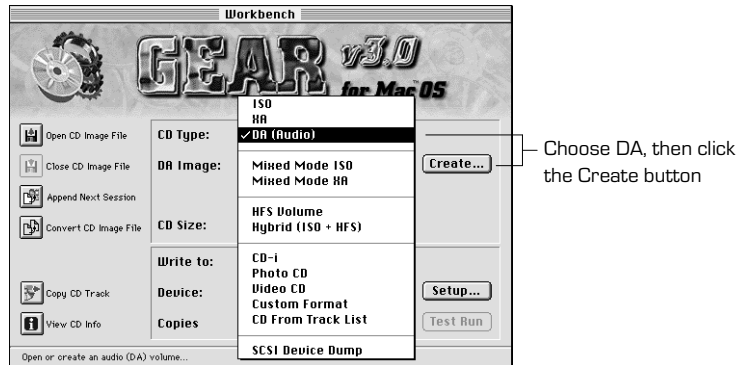 Workbench
GEAR v3.0
for Mac OS
Open CD Image File
Close CD Image File
Append Next Session
Convert CD Image File
Copy CD Track
View CD Info
CD Type:
DA Image:
CD Size:
Write to:
Device:
Copies
ISO
XA
✓DA (Audio)
Mixed Mode ISO
Mixed Mode XA
HFS Volume
Hybrid (ISO + HFS)
CD-i
Photo CD
Video CD
Custom Format
CD From Track List
SCSI Device Dump
Create...
Setup...
Test Run
Open or create an audio (DA) volume...
Choose DA, then click
the Create button